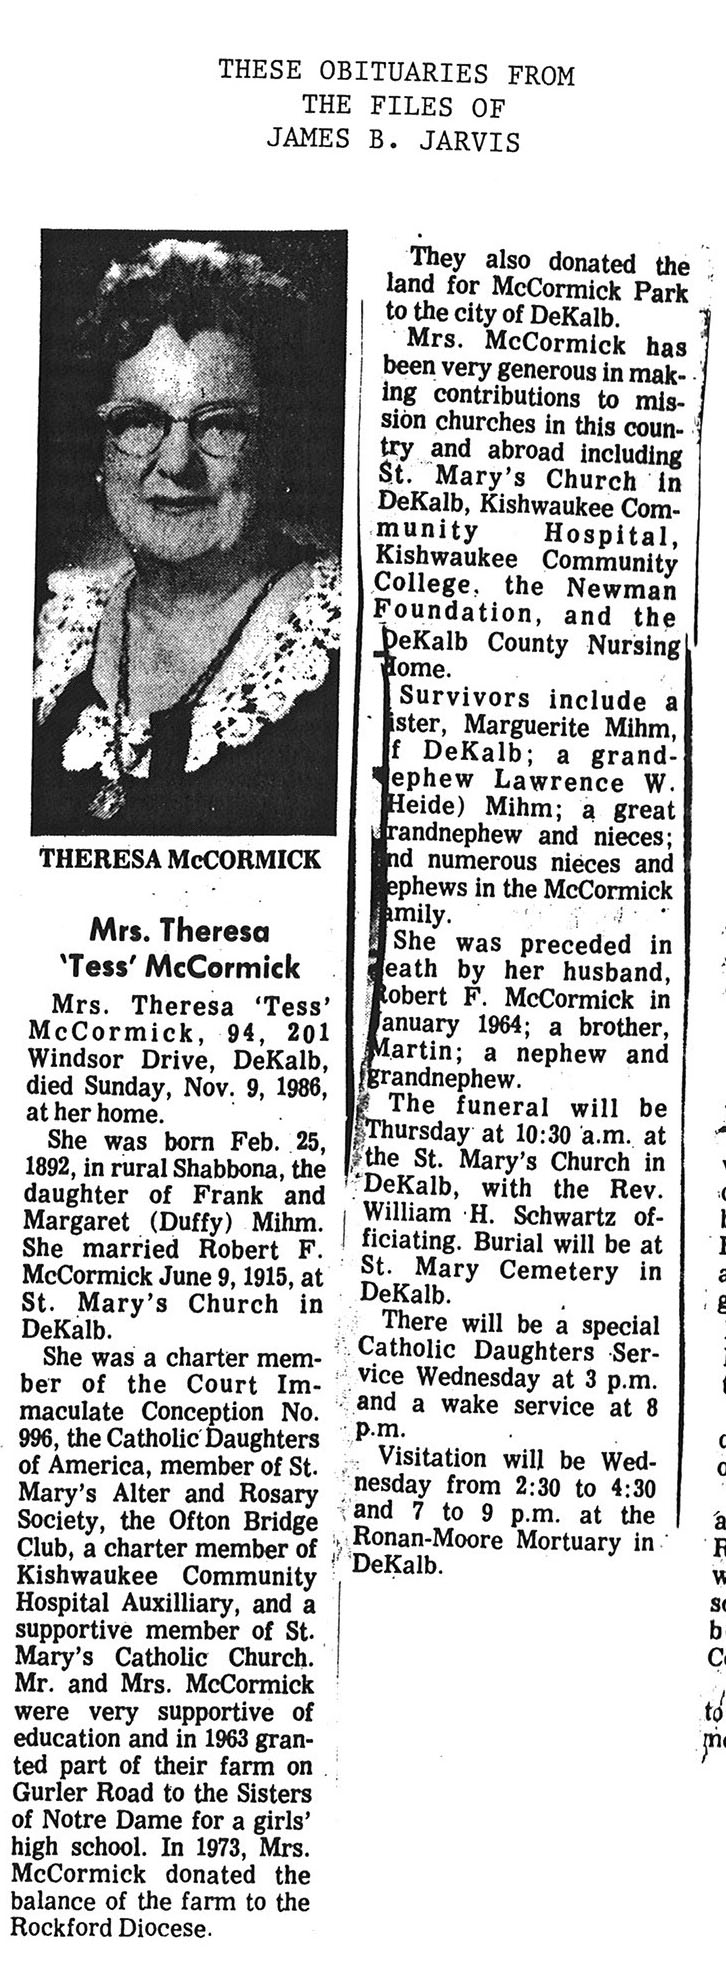 THESE OBITUARIES FROM
THE FILES OF
JAMES B. JARVIS
THERESA McCORMICK
Mrs. Theresa
'Tess' McCormick
Mrs. Theresa 'Tess'
McCormick, 94, 201
Windsor Drive, DeKalb,
died Sunday, Nov. 9, 1986,
at her home.
She was born Feb. 25,
1892, in rural Shabbona, the
daughter of Frank and
Margaret (Duffy) Mihm.
She married Robert F.
McCormick June 9, 1915, at
St. Mary's Church in
DeKalb.
She was a charter mem-
ber of the Court Im-
maculate Conception No.
996, the Catholic Daughters
of America, member of St.
Mary's Alter and Rosary
Society, the Ofton Bridge
Club, a charter member of
Kishwaukee Community
Hospital Auxilliary, and a
supportive member of St.
Mary's Catholic Church.
Mr. and Mrs. McCormick
were very supportive of
education and in 1963 gran-
ted part of their farm on
Gurler Road to the Sisters
of Notre Dame for a girls'
high school. In 1973, Mrs.
McCormick donated the
balance of the farm to the
Rockford Diocese.
They also donated the
land for McCormick Park
to the city of DeKalb.
Mrs. McCormick has
been very generous in mak-
ing contributions to mis-
sion churches in this coun-
try and abroad including
St. Mary's Church in
DeKalb, Kishwaukee Com-
munity Hospital,
Kishwaukee Community
College, the Newman
Foundation, and the
DeKalb County Nursing
Home.
Survivors include a
ister, Marguerite Mihm,
f DeKalb; a grand-
ephew Lawrence W.
(Heide) Mihm; a great
randnephew and nieces;
nd numerous nieces and
ephews in the McCormick
amily.
She was preceded in
eath by her husband,
Robert F. McCormick in
January 1964; a brother,
Martin; a nephew and
grandnephew.
The funeral will be
Thursday at 10:30 a.m. at
the St. Mary's Church in
DeKalb, with the Rev.
William H. Schwartz of-
ficiating. Burial will be at
St. Mary Cemetery in
DeKalb.
There will be a special
Catholic Daughters Ser-
vice Wednesday at 3 p.m.
and a wake service at 8
p.m.
Visitation will be Wed-
nesday from 2:30 to 4:30
and 7 to 9 p.m. at the
Ronan-Moore Mortuary in
DeKalb.